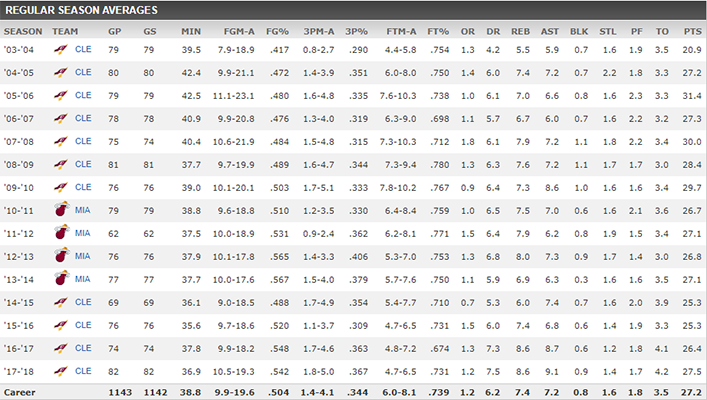 REGULAR SEASON AVERAGES
SEASON TEAM GP GS MIN FGM-A FG% 3PM-A 3P% FTM-A FT% OR DR REB AST BLK STL PF TO PTS
'03-'04 CLE 79 79 39.5 7.9-18.9 .417 0.8-2.7 .290 4.4-5.8 .754 1.3 4.2 5.5 5.9 0.7 1.6 1.9 3.5 20.9
'04-'05 CLE 80 80 42.4 9.9-21.1 .472 1.4-3.9 .351 6.0-8.0 .750 1.4 6.0 7.4 7.2 0.7 2.2 1.8 3.3 27.2
'05-'06 CLE 79 79 42.5 11.1-23.1 .480 1.6-4.8 .335 7.6-10.3 .738 1.0 6.1 7.0 6.6 0.8 1.6 2.3 3.3 31.4
'06-'07 CLE 78 78 40.9 9.9-20.8 .476 1.3-4.0 .319 6.3-9.0 .698 1.1 5.7 6.7 6.0 0.7 1.6 2.2 3.2 27.3
'07-'08 CLE 75 74 40.4 10.6-21.9 .484 1.5-4.8 .315 7.3-10.3 .712 1.8 6.1 7.9 7.2 1.1 1.8 2.2 3.4 30.0
'08-'09 CLE 81 81 37.7 9.7-19.9 .489 1.6-4.7 .344 7.3-9.4 .780 1.3 6.3 7.6 7.2 1.1 1.7 1.7 3.0 28.4
'09-'10 CLE 76 76 39.0 10.1-20.1 .503 1.7-5.1 .333 7.8-10.2 .767 0.9 6.4 7.3 8.6 1.0 1.6 1.6 3.4 29.7
'10-'11 MIA 79 79 38.8 9.6-18.8 .510 1.2-3.5 .330 6.4-8.4 .759 1.0 6.5 7.5 7.0 0.6 1.6 2.1 3.6 26.7
'11-'12 MIA 62 62 37.5 10.0-18.9 .531 0.9-2.4 .362 6.2-8.1 .771 1.5 6.4 7.9 6.2 0.8 1.9 1.5 3.4 27.1
'12-'13 MIA 76 76 37.9 10.1-17.8 .565 1.4-3.3 .406 5.3-7.0 .753 1.3 6.8 8.0 7.3 0.9 1.7 1.4 3.0 26.8
'13-'14 MIA 77 77 37.7 10.0-17.6 .567 1.5-4.0 .379 5.7-7.6 .750 1.1 5.9 6.9 6.3 0.3 1.6 1.6 3.5 27.1
'14-'15 CLE 69 69 36.1 9.0-18.5 .488 1.7-4.9 .354 5.4-7.7 .710 0.7 5.3 6.0 7.4 0.7 1.6 2.0 3.9 25.3
'15-'16 CLE 76 76 35.6 9.7-18.6 .520 1.1-3.7 .309 4.7-6.5 .731 1.5 6.0 7.4 6.8 0.6 1.4 1.9 3.3 25.3
'16-'17 CLE 74 74 37.8 9.9-18.2 .548 1.7-4.6 .363 4.8-7.2 .674 1.3 7.3 8.6 8.7 0.6 1.2 1.8 4.1 26.4
'17-'18 CLE 82 82 36.9 10.5-19.3 .542 1.8-5.0 .367 4.7-6.5 .731 1.2 7.5 8.6 9.1 0.9 1.4 1.7 4.2 27.5
Career 1143 1142 38.8 9.9-19.6 .504 1.4-4.1 .344 6.0-8.1 .739 1.2 6.2 7.4 7.2 0.8 1.6 1.8 3.5 27.2